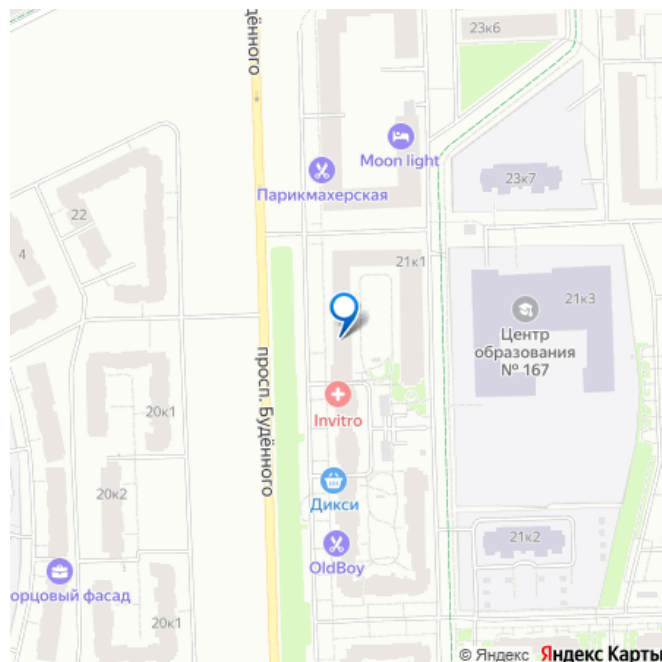 23к6
дённого
Moon light
23к7
Парикмахерская
22
4
21к1
21к3
Центр
образования
№ 167
просп. Будённого
Invitro
20к1
20к2
Дикси
21к2
OldBoy
орцовый фасад
20к1
© Яндекс Яндекс Карты